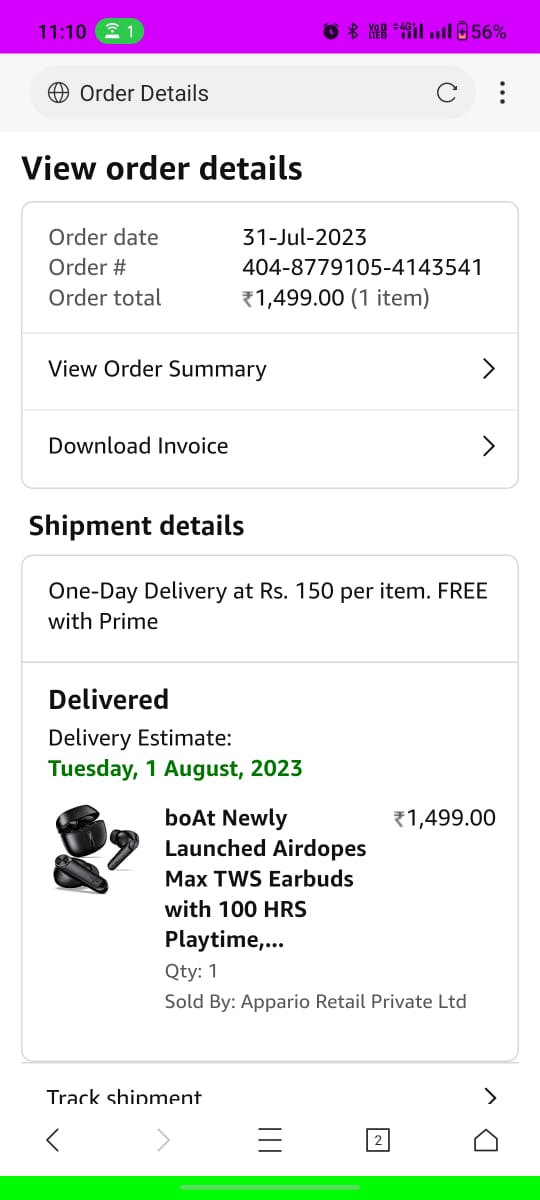 11:10 1 56%
Order Details
View order details
Order date 31-Jul-2023
Order # 404-8779105-4143541
Order total ₹1,499.00 (1 item)
View Order Summary
Download Invoice
Shipment details
One-Day Delivery at Rs. 150 per item. FREE
with Prime
Delivered
Delivery Estimate:
Tuesday, 1 August, 2023
boAt Newly ₹1,499.00
Launched Airdopes
Max TWS Earbuds
with 100 HRS
Playtime,...
Qty: 1
Sold By: Appario Retail Private Ltd
Track shipment
2